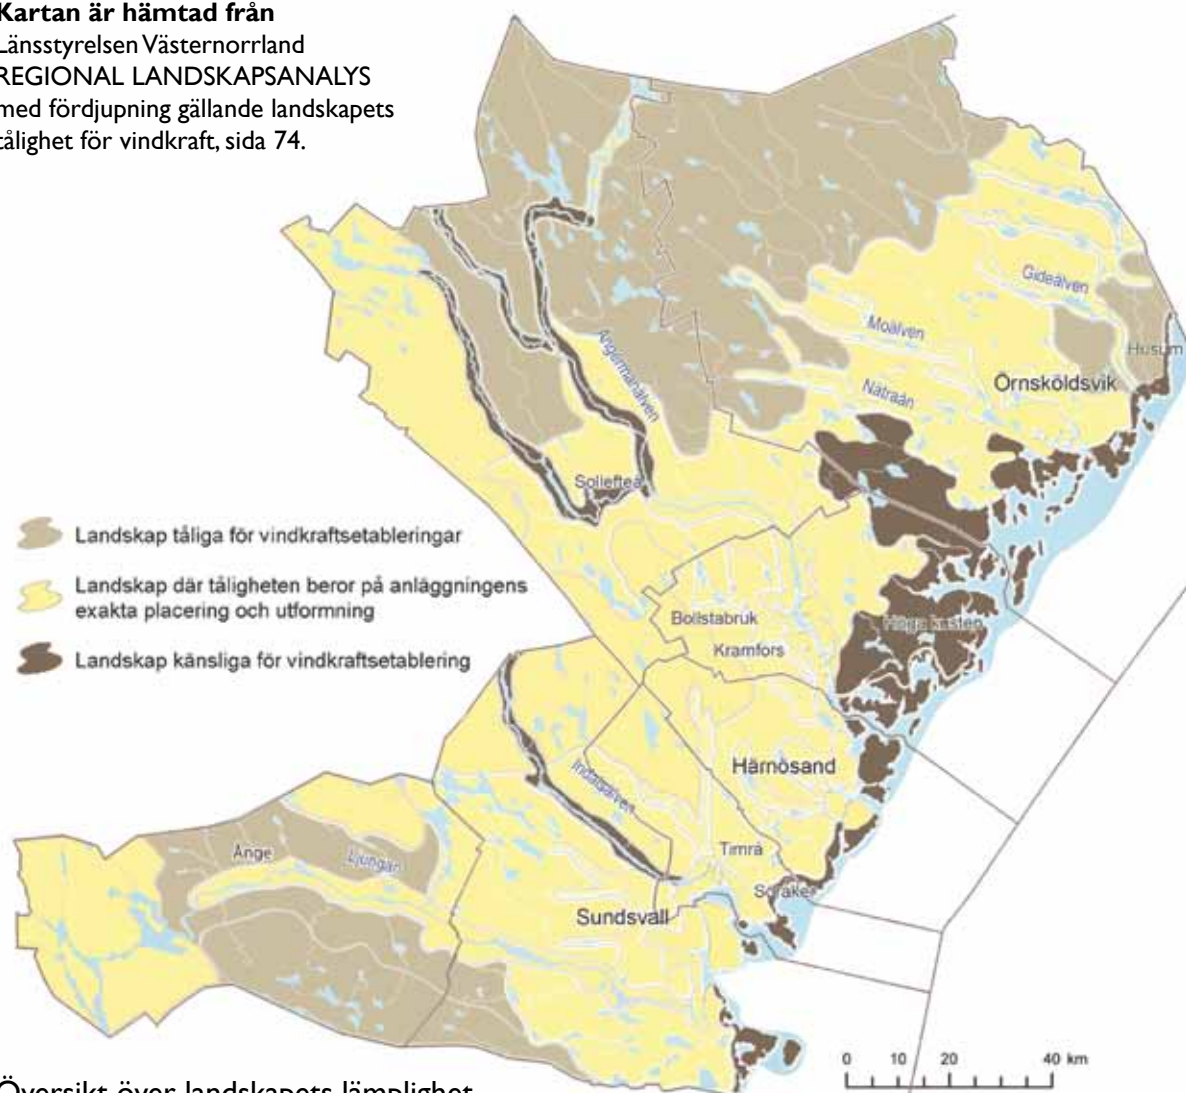 Kartan är hämtad från
Länsstyrelsen Västernorrland
REGIONAL LANDSKAPSANALYS
med fördjupning gällande landskapets
tålighet för vindkraft, sida 74.
Gideälven
Moälven
Husum
Ångermanälven
Örnsköldsvik
Nätraån
Sollefteå
Landskap tåliga för vindkraftsetableringar
Landskap där tåligheten beror på anläggningens
exakta placering och utformning
Landskap känsliga för vindkraftsetablering
Bollstabruk
Höga kusten
Kramfors
Härnösand
Indalsälven
Ånge
Ljungan
Timrå
Söråker
Sundsvall
0 10 20 40 km
Översikt över landskapets lämplighet